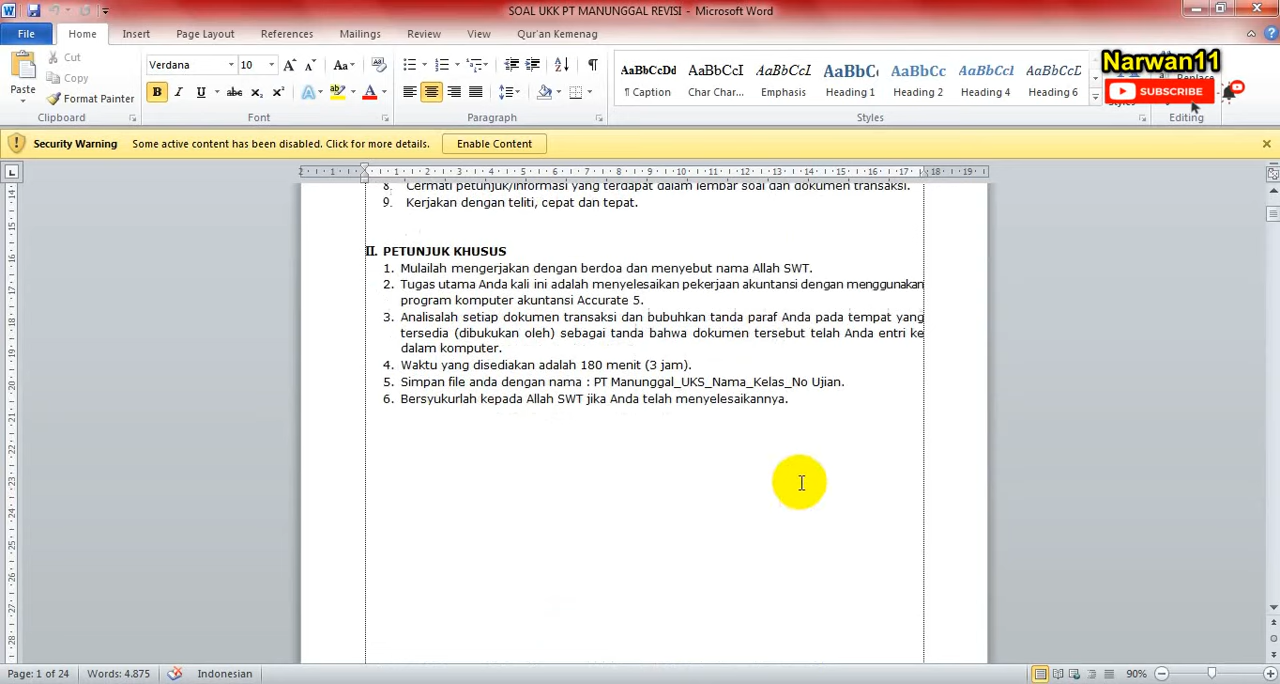 SOAL UKK PT MANUNGGAL REVISI - Microsoft Word
File Home Insert Page Layout References Mailings Review View Qur'an Kemenag
Paste
Cut
Copy
Format Painter
Clipboard
Verdana 10
Font
Paragraph
AaBbCcDd AaBbCcI AaBbCcI AaBbC AaBbCc AaBbCcI AaBbCcD
¶ Caption Char Char... Emphasis Heading 1 Heading 2 Heading 4 Heading 6
Styles
Narwan11
SUBSCRIBE
Editing
Security Warning Some active content has been disabled. Click for more details. Enable Content
8. Cermati petunjuk/informasi yang terdapat dalam lembar soal dan dokumen transaksi.
9. Kerjakan dengan teliti, cepat dan tepat.
II. PETUNJUK KHUSUS
1. Mulailah mengerjakan dengan berdoa dan menyebut nama Allah SWT.
2. Tugas utama Anda kali ini adalah menyelesaikan pekerjaan akuntansi dengan menggunakan
program komputer akuntansi Accurate 5.
3. Analisalah setiap dokumen transaksi dan bubuhkan tanda paraf Anda pada tempat yang
tersedia (dibukukan oleh) sebagai tanda bahwa dokumen tersebut telah Anda entri ke
dalam komputer.
4. Waktu yang disediakan adalah 180 menit (3 jam).
5. Simpan file anda dengan nama : PT Manunggal_UKS_Nama_Kelas_No Ujian.
6. Bersyukurlah kepada Allah SWT jika Anda telah menyelesaikannya.
Page: 1 of 24 Words: 4.875 Indonesian 90%